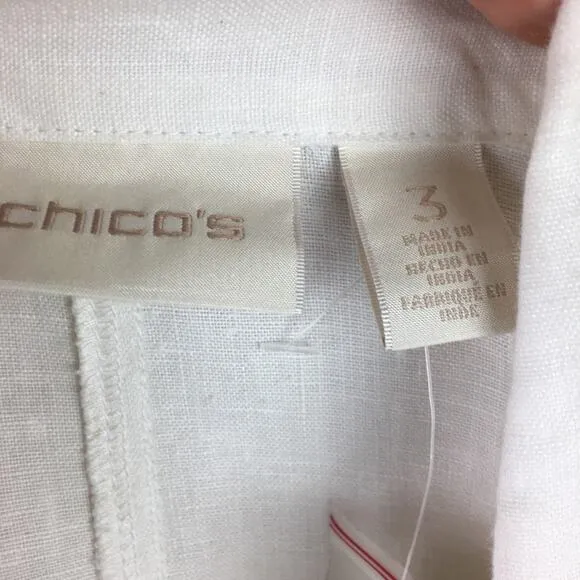 chico's
3
MADE IN
INDIA
HECHO EN
INDIA
FABRIQUÉ EN
INDE